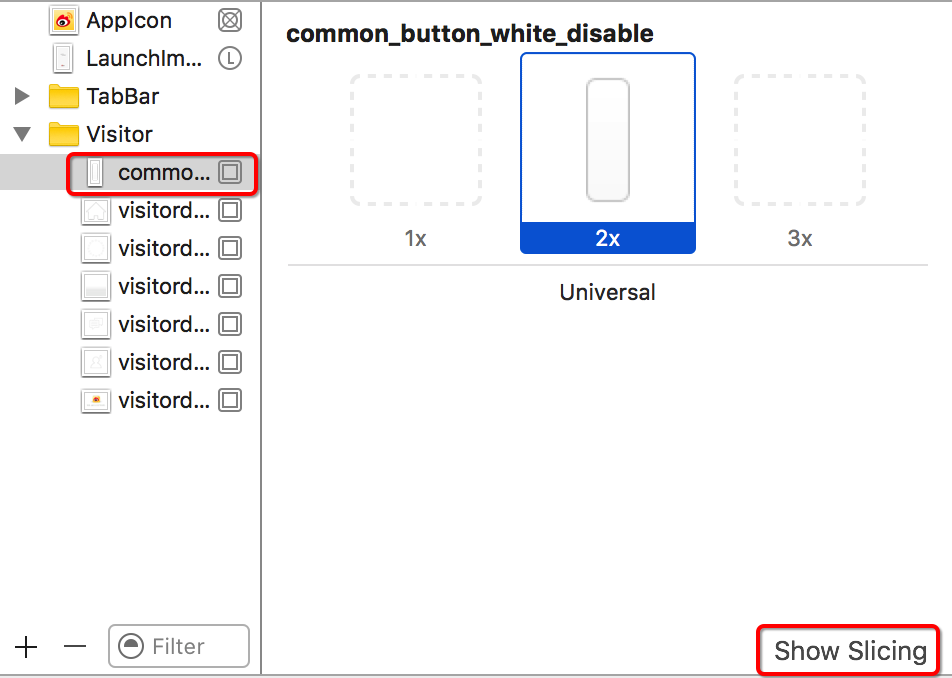 AppIcon
LaunchIm... L
TabBar
Visitor
commo...
visitord...
visitord...
visitord...
visitord...
visitord...
visitord...
Filter
common_button_white_disable
1x
2x
3x
Universal
Show Slicing